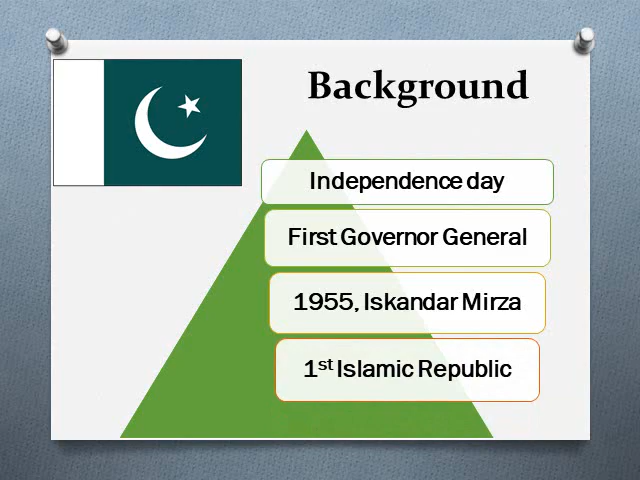 Background
Independence day
First Governor General
1955, Iskandar Mirza
1st Islamic Republic